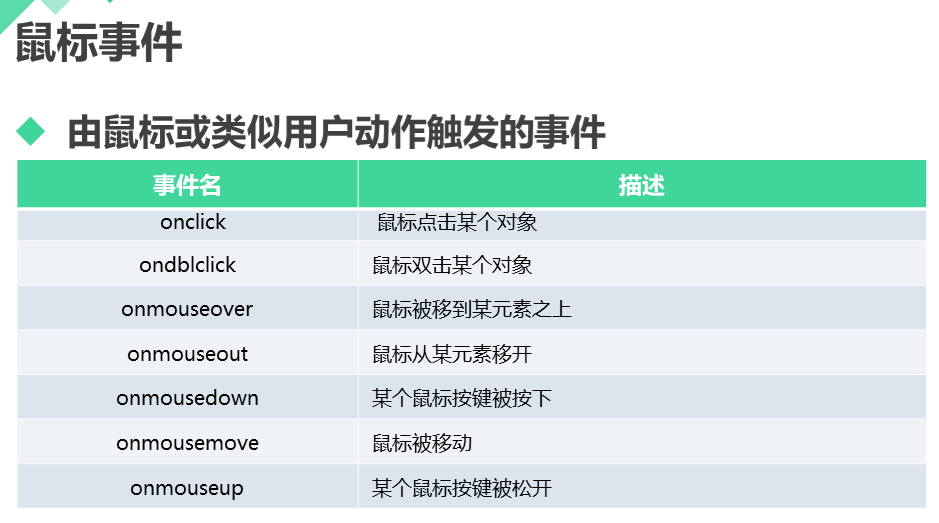 鼠标事件
由鼠标或类似用户动作触发的事件
事件名 描述
onclick 鼠标点击某个对象
ondblclick 鼠标双击某个对象
onmouseover 鼠标被移到某元素之上
onmouseout 鼠标从某元素移开
onmousedown 某个鼠标按键被按下
onmousemove 鼠标被移动
onmouseup 某个鼠标按键被松开